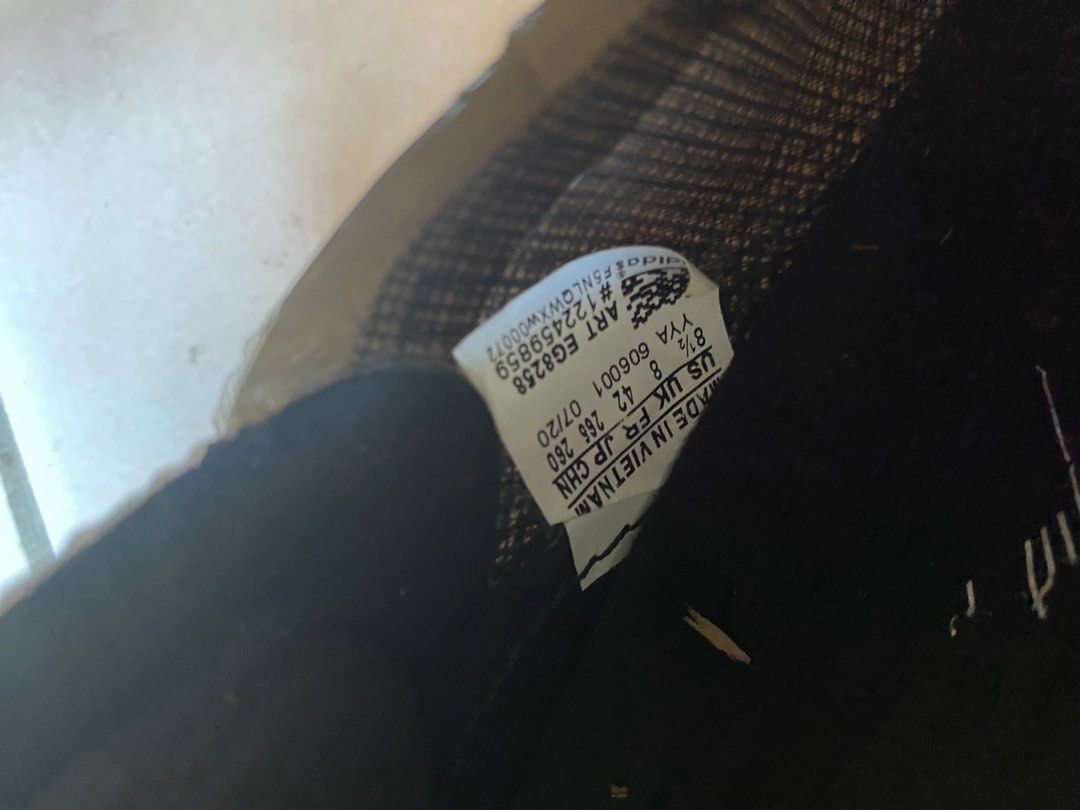 MADE IN VIETNAM
US UK FR JP CHN
8½ 8 42 265 260
YYA 606001 07/20
ART EG8258
#122459859
F5NLQWXW00072
adidas